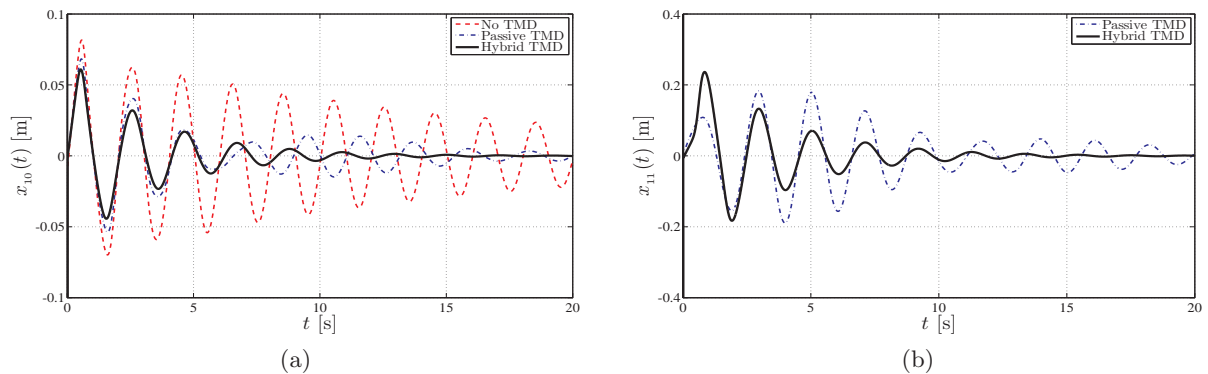 0.1
0.05
0
-0.05
-0.1
x10(t) [m]
No TMD
Passive TMD
Hybrid TMD
0 5 10 15 20
t [s]
(a)
0.4
0.2
0
-0.2
-0.4
x11(t) [m]
Passive TMD
Hybrid TMD
0 5 10 15 20
t [s]
(b)